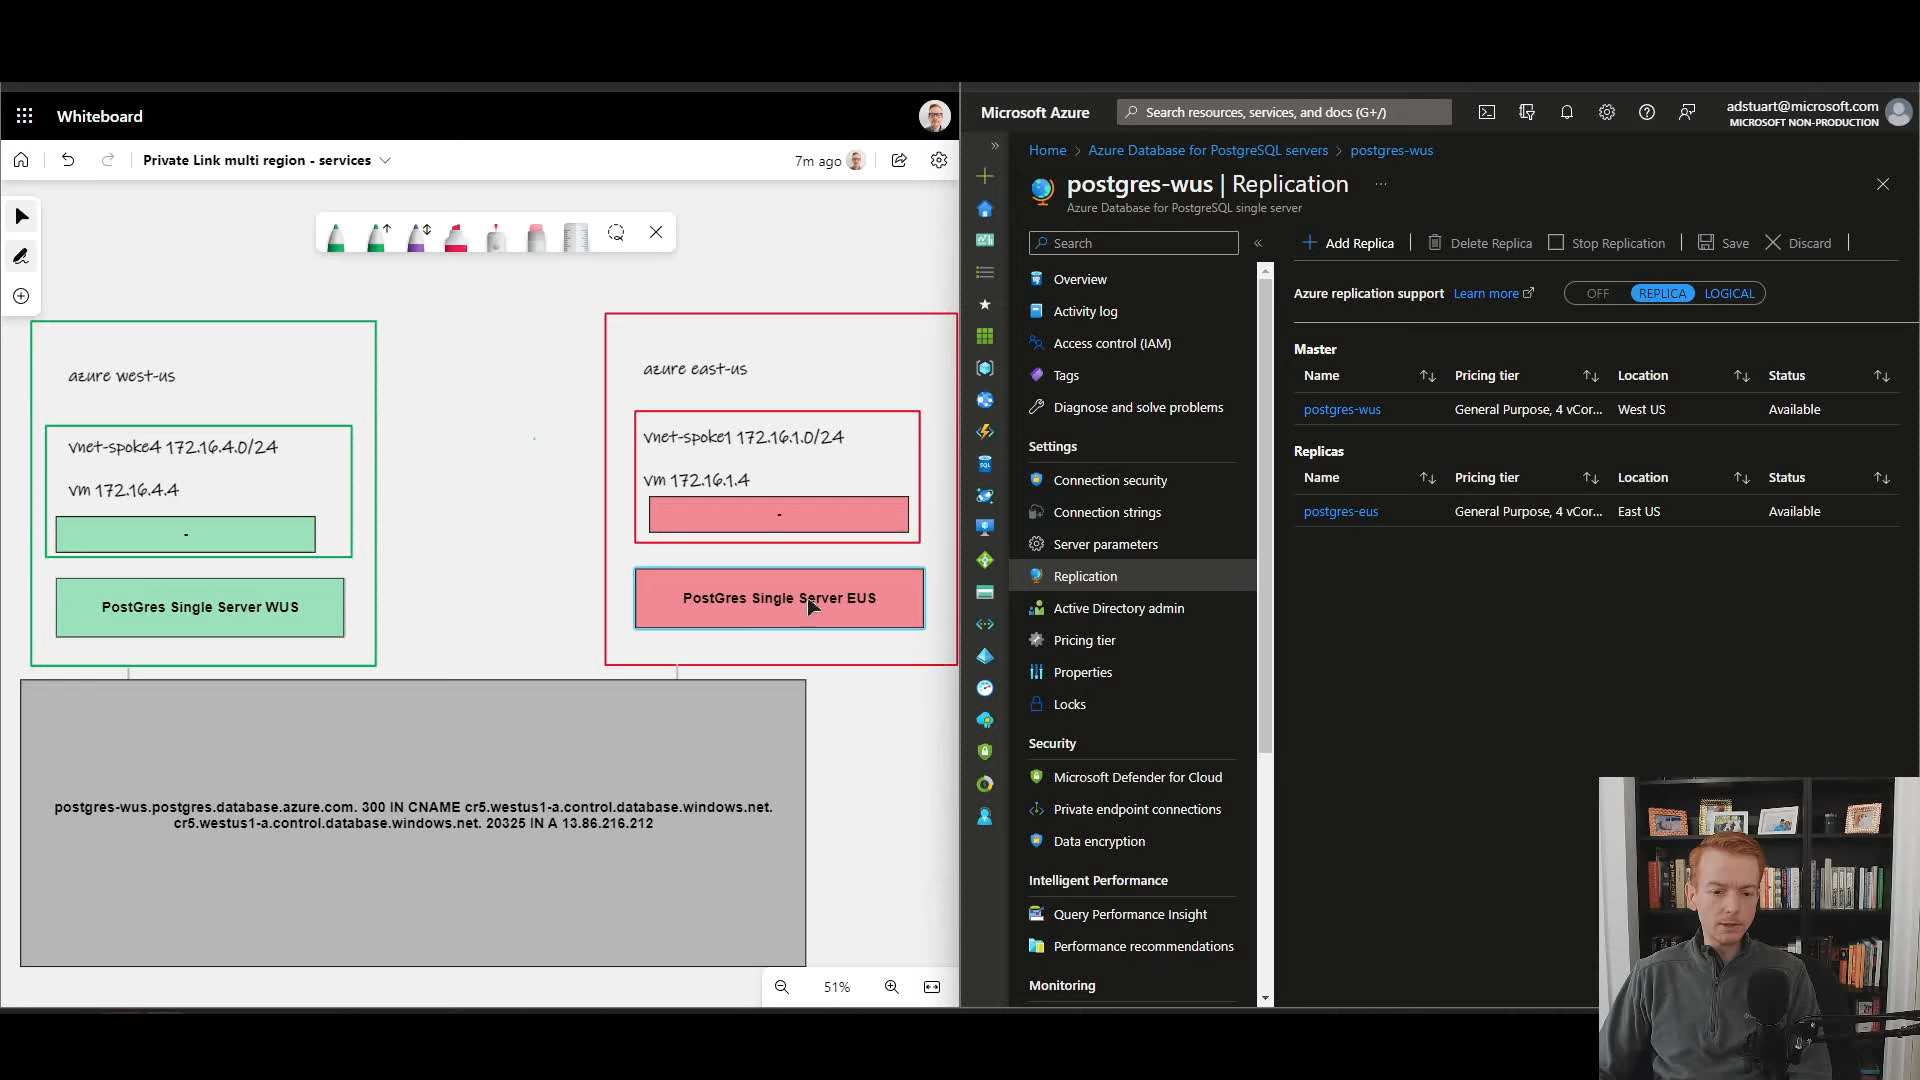 Whiteboard
Private Link multi region - services
7m ago
azure west-us
vnet-spoke4 172.16.4.0/24
vm 172.16.4.4
-
PostGres Single Server WUS
azure east-us
vnet-spoke1 172.16.1.0/24
vm 172.16.1.4
-
PostGres Single Server EUS
postgres-wus.postgres.database.azure.com. 300 IN CNAME cr5.westus1-a.control.database.windows.net.
cr5.westus1-a.control.database.windows.net. 20325 IN A 13.86.216.212
51%
Microsoft Azure
Search resources, services, and docs (G+/)
adstuart@microsoft.com
MICROSOFT NON-PRODUCTION
Home > Azure Database for PostgreSQL servers > postgres-wus
postgres-wus | Replication ...
Azure Database for PostgreSQL single server
Search
«
Overview
Activity log
Access control (IAM)
Tags
Diagnose and solve problems
Settings
Connection security
Connection strings
Server parameters
Replication
Active Directory admin
Pricing tier
Properties
Locks
Security
Microsoft Defender for Cloud
Private endpoint connections
Data encryption
Intelligent Performance
Query Performance Insight
Performance recommendations
Monitoring
Add Replica | Delete Replica Stop Replication | Save Discard |
Azure replication support Learn more OFF REPLICA LOGICAL
Master
Name Pricing tier Location Status
postgres-wus General Purpose, 4 vCor... West US Available
Replicas
Name Pricing tier Location Status
postgres-eus General Purpose, 4 vCor... East US Available